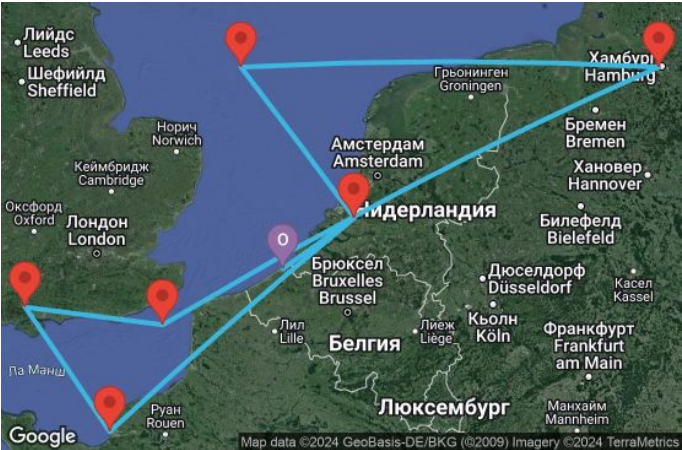 Лийдс
Leeds
Шефийлд
Sheffield
Хамбург
Hamburg
Грьонинген
Groningen
Норич
Norwich
Бремен
Bremen
Амстердам
Amsterdam
Кеймбридж
Cambridge
Хановер
Hannover
Оксфорд
Oxford
Лондон
London
Нидерландия
Билефелд
Bielefeld
O
Брюксел
Bruxelles
Brussel
Дюселдорф
Düsseldorf
Касел
Kassel
Лил
Lille
Лиеж
Liège
Кьолн
Köln
Белгия
Франкфурт
Frankfurt
am Main
Ла Манш
Руан
Rouen
Люксембург
Манхайм
Mannheim
Google
Map data ©2024 GeoBasis-DE/BKG (©2009) Imagery ©2024 TerraMetrics